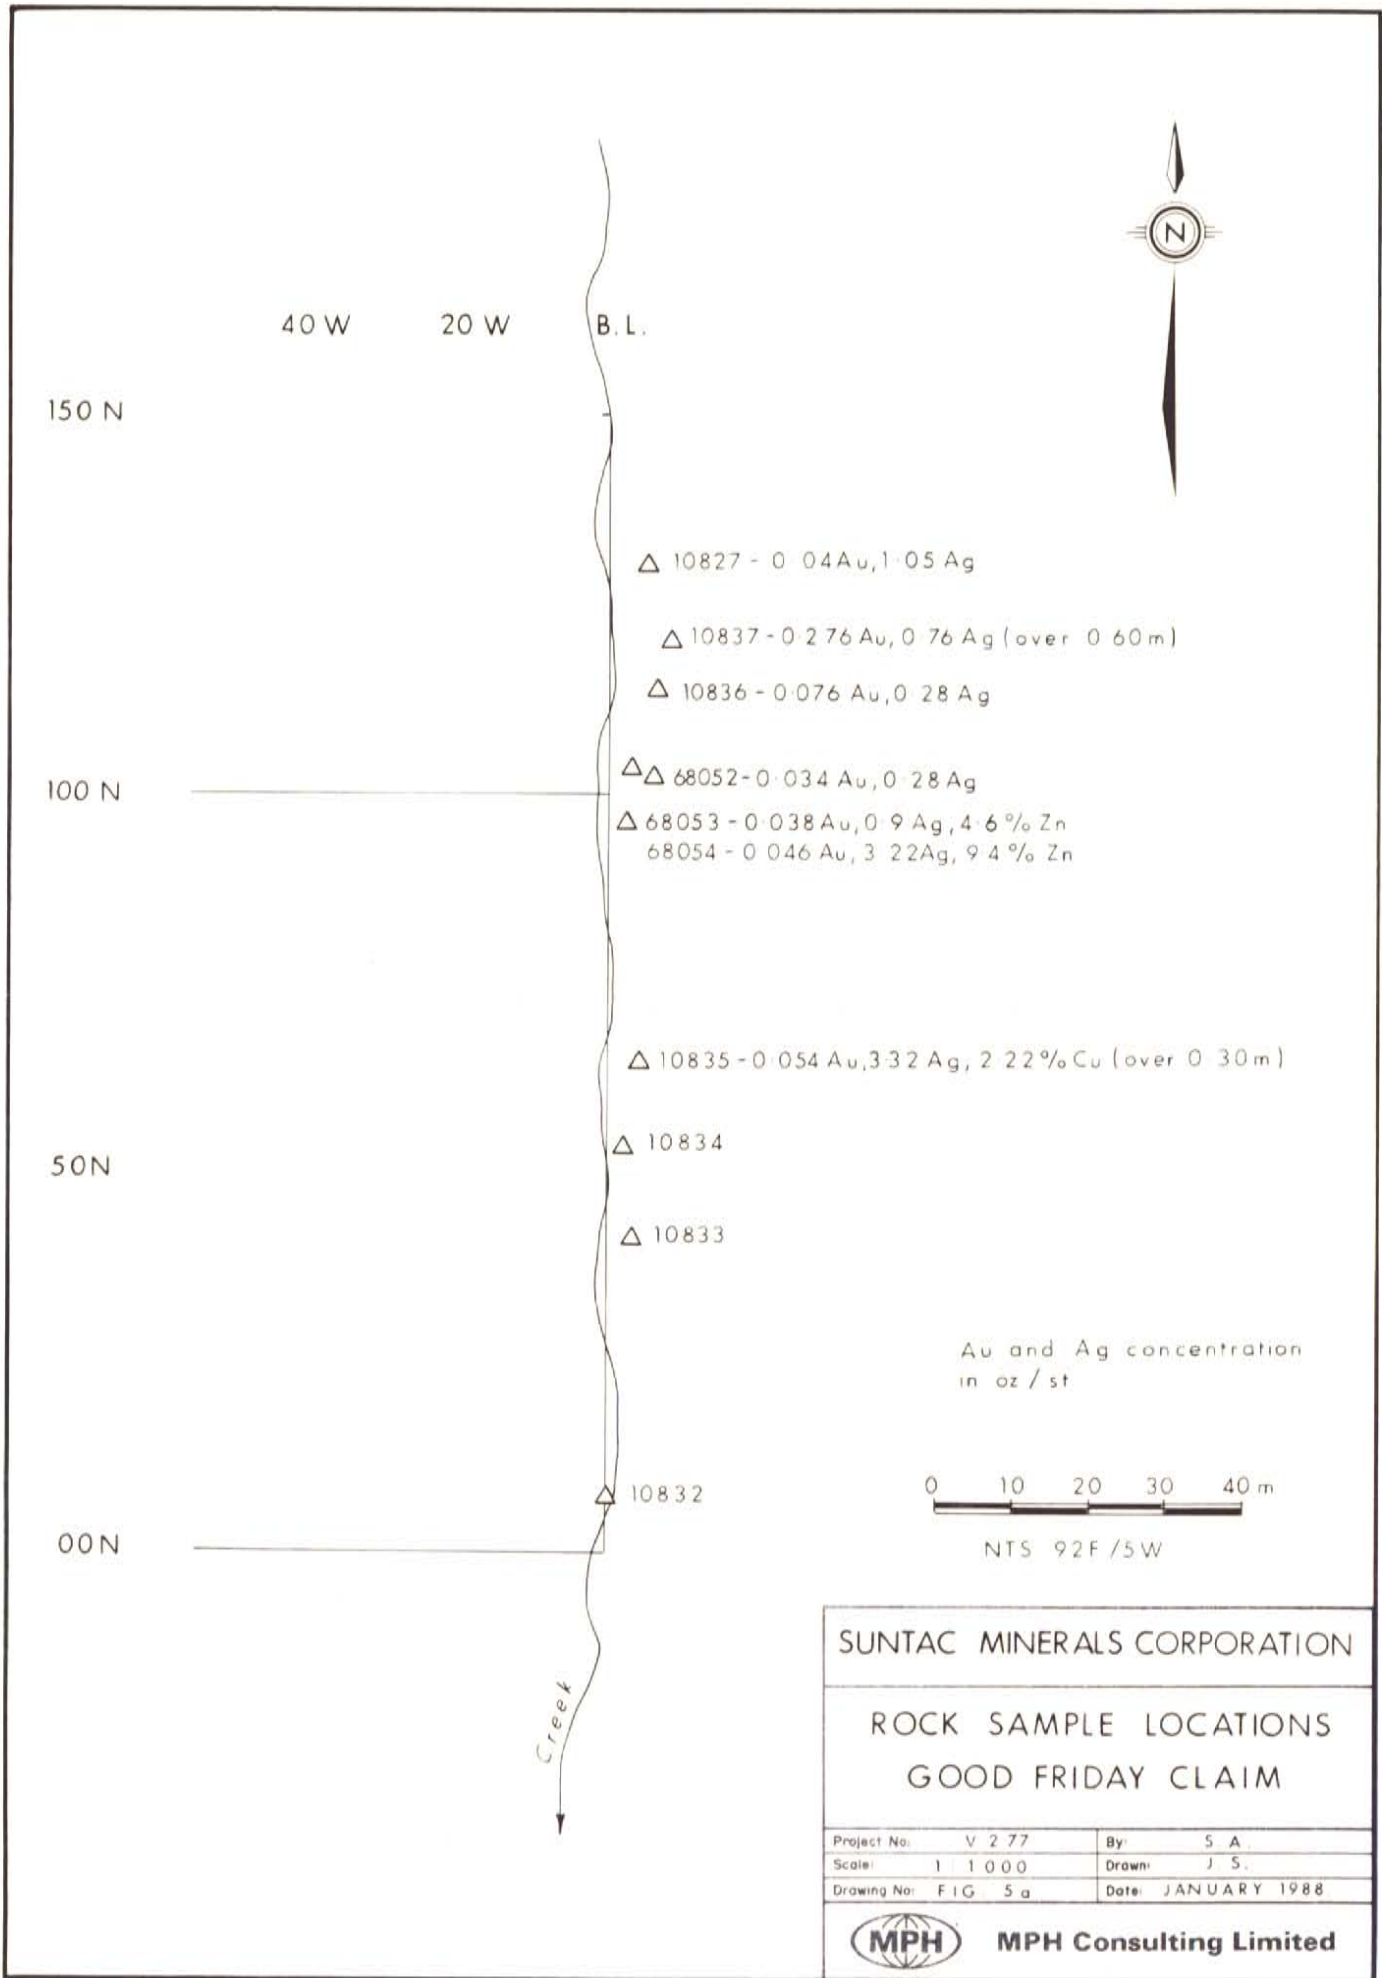 N
40 W 20 W B.L.
150 N
10827 - 0.04 Au, 1.05 Ag
10837 - 0.276 Au, 0.76 Ag (over 0.60m)
10836 - 0.076 Au, 0.28 Ag
68052 - 0.034 Au, 0.28 Ag
100 N
68053 - 0.038 Au, 0.9 Ag, 4.6 % Zn
68054 - 0.046 Au, 3.22 Ag, 9.4 % Zn
10835 - 0.054 Au, 3.32 Ag, 2.22 % Cu (over 0.30m)
10834
50N
10833
Au and Ag concentration
in oz / st
0 10 20 30 40 m
10832
00N
NTS 92F /5W
Creek
SUNTAC MINERALS CORPORATION
ROCK SAMPLE LOCATIONS
GOOD FRIDAY CLAIM
Project No: V 277 By: S. A.
Scale: 1:1000 Drawn: J. S.
Drawing No: FIG. 5a Date: JANUARY 1988
MPH MPH Consulting Limited